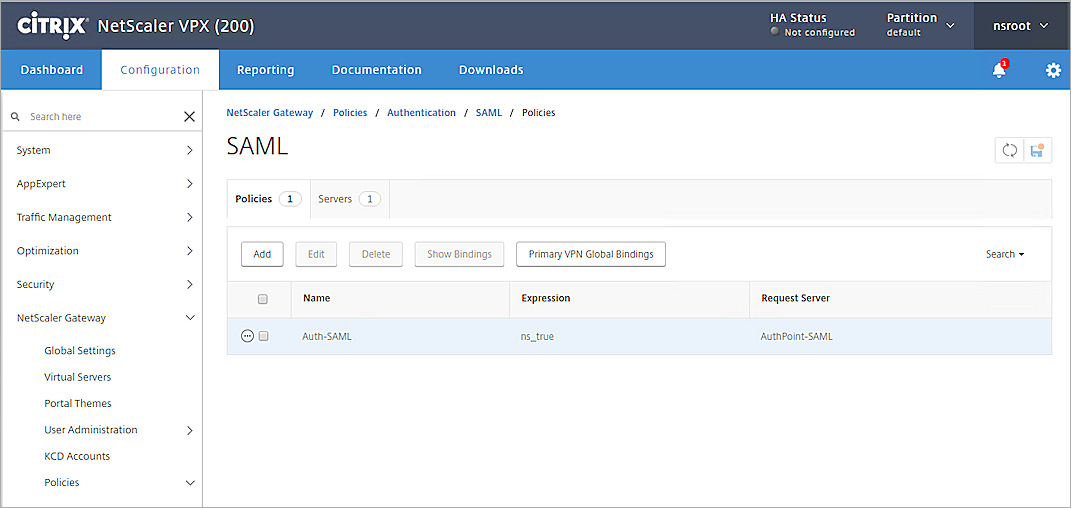 CITRIX® NetScaler VPX (200)
HA Status
Not configured
Partition
default
nsroot
Dashboard
Configuration
Reporting
Documentation
Downloads
1
Search here
System
AppExpert
Traffic Management
Optimization
Security
NetScaler Gateway
Global Settings
Virtual Servers
Portal Themes
User Administration
KCD Accounts
Policies
NetScaler Gateway / Policies / Authentication / SAML / Policies
SAML
Policies 1
Servers 1
Add
Edit
Delete
Show Bindings
Primary VPN Global Bindings
Search
Name
Expression
Request Server
Auth-SAML
ns_true
AuthPoint-SAML